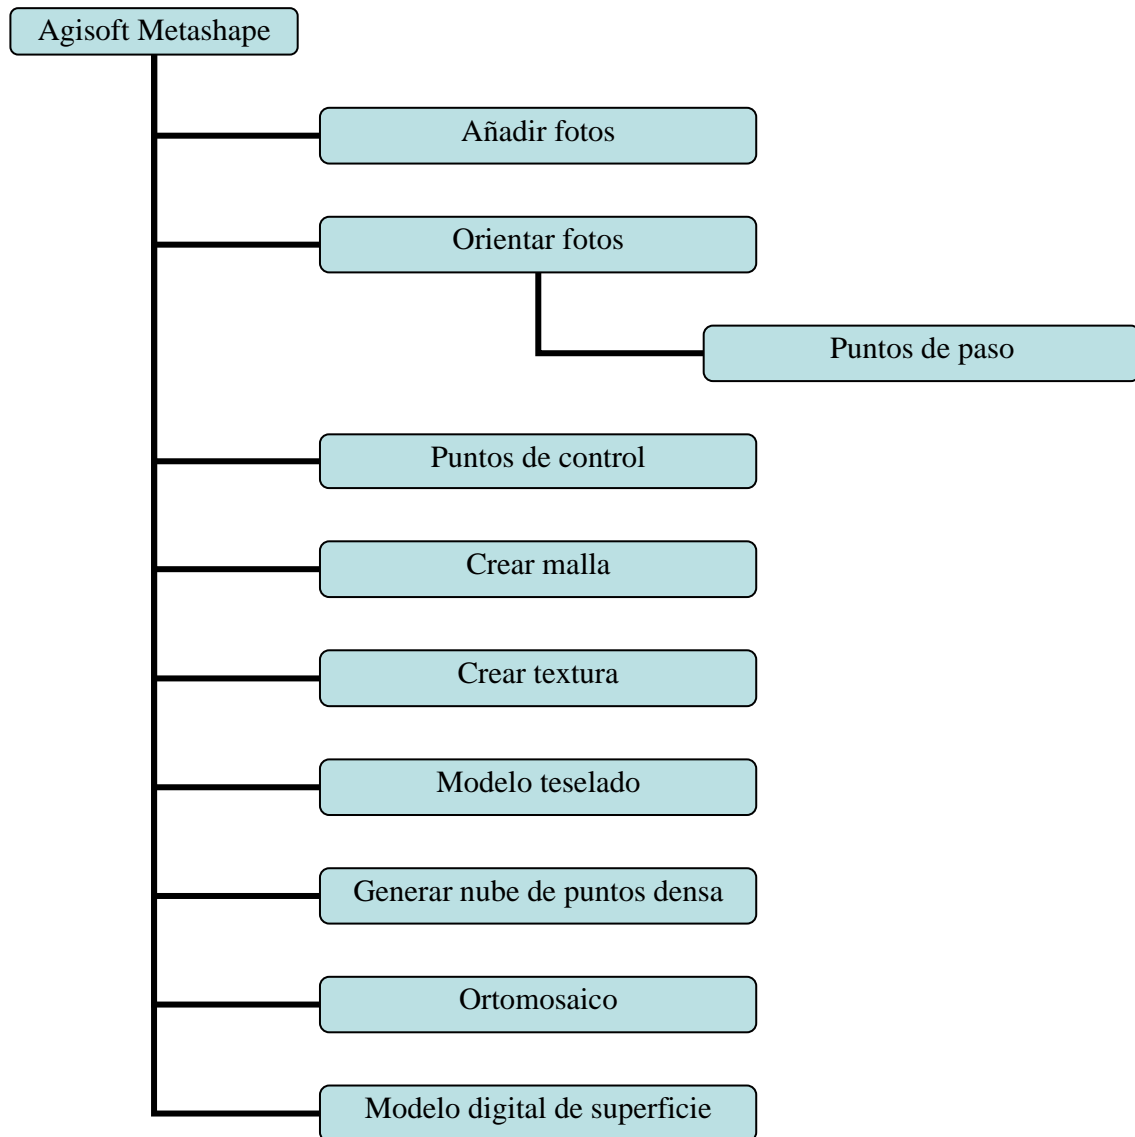 Agisoft Metashape
Añadir fotos
Orientar fotos
Puntos de paso
Puntos de control
Crear malla
Crear textura
Modelo teselado
Generar nube de puntos densa
Ortomosaico
Modelo digital de superficie